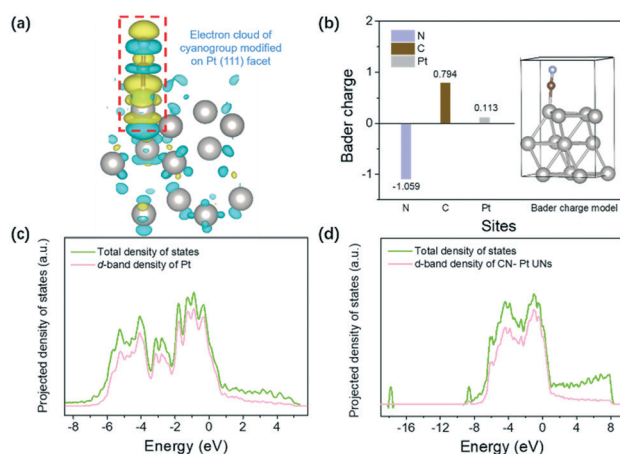 (a)
Electron cloud of
cyanogroup modified
on Pt (111) facet
(b)
Bader charge
2
1
0
-1
N
C
Pt
0.794
0.113
-1.059
N C Pt
Sites
Bader charge model
(c)
Projected density of states (a.u.)
Total density of states
d-band density of Pt
-8 -6 -4 -2 0 2 4
Energy (eV)
(d)
Projected density of states (a.u.)
Total density of states
d-band density of CN- Pt UNs
-16 -12 -8 -4 0 4 8
Energy (eV)